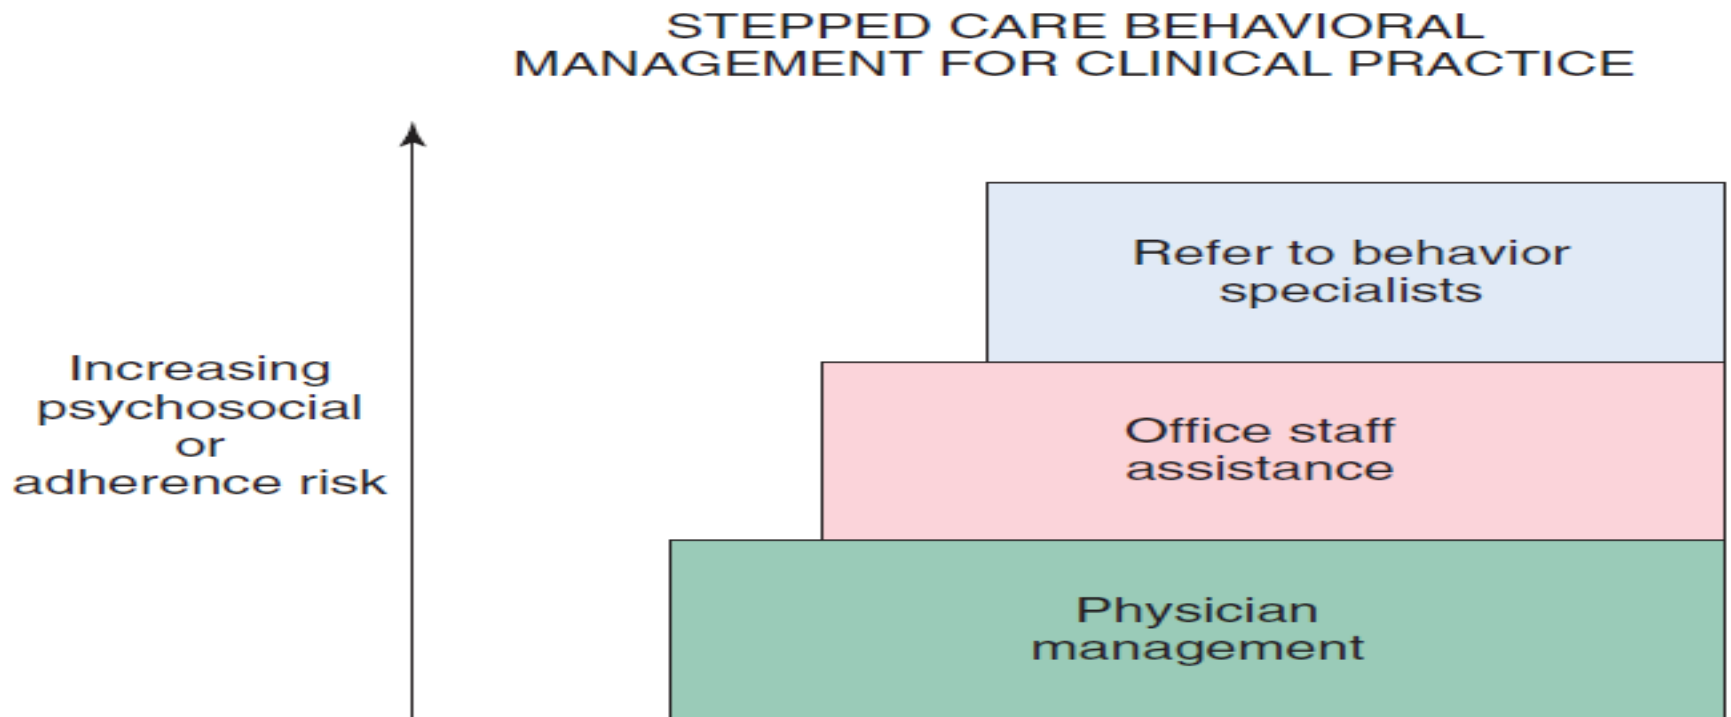 STEPPED CARE BEHAVIORAL
MANAGEMENT FOR CLINICAL PRACTICE
Refer to behavior
specialists
Increasing
psychosocial
or
adherence risk
Office staff
assistance
Physician
management